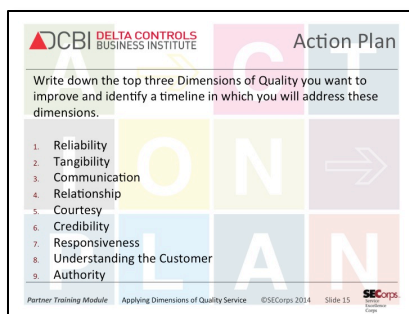 DCBI DELTA CONTROLS
BUSINESS INSTITUTE
Action Plan
Write down the top three Dimensions of Quality you want to
improve and identify a timeline in which you will address these
dimensions.
1. Reliability
2. Tangibility
3. Communication
4. Relationship
5. Courtesy
6. Credibility
7. Responsiveness
8. Understanding the Customer
9. Authority
A C T
I O N
P L A N
Partner Training Module Applying Dimensions of Quality Service ©SECorps 2014 Slide 15
SECorps
Service
Excellence
Corps